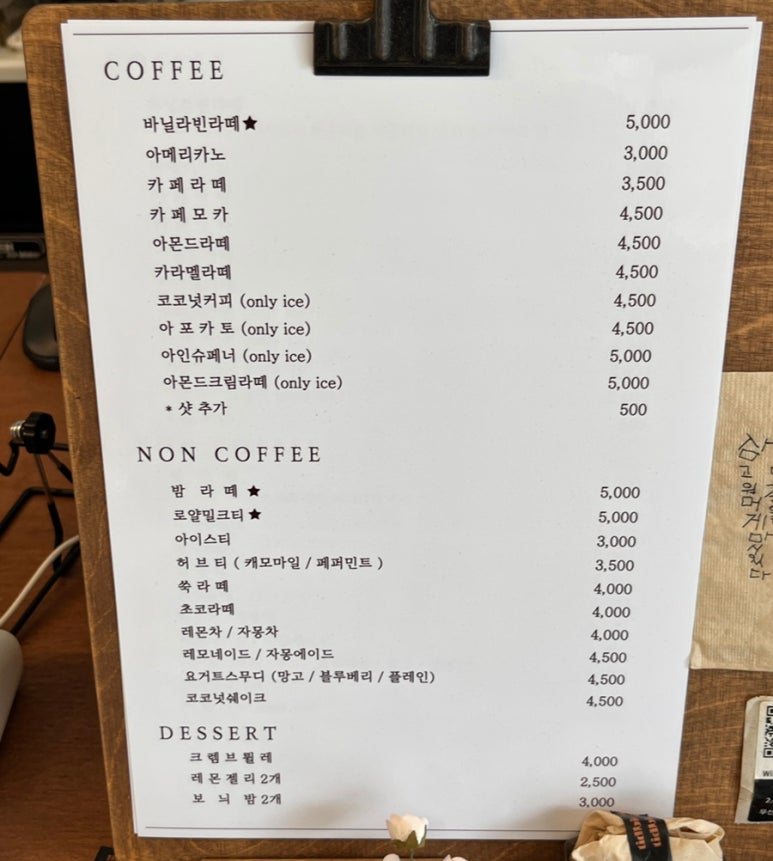 COFFEE
바닐라빈라떼★ 5,000
아메리카노 3,000
카 페 라 떼 3,500
카 페 모 카 4,500
아몬드라떼 4,500
카라멜라떼 4,500
코코넛커피 (only ice) 4,500
아 포 카 토 (only ice) 4,500
아인슈페너 (only ice) 5,000
아몬드크림라떼 (only ice) 5,000
* 샷 추가 500
NON COFFEE
밤 라 떼 ★ 5,000
로얄밀크티★ 5,000
아이스티 3,000
허 브 티 ( 캐모마일 / 페퍼민트 ) 3,500
쑥 라 떼 4,000
초코라떼 4,000
레몬차 / 자몽차 4,000
레모네이드 / 자몽에이드 4,500
요거트스무디 (망고 / 블루베리 / 플레인) 4,500
코코넛쉐이크 4,500
DESSERT
크 렘 브 륄 레 4,000
레 몬 젤 리 2개 2,500
보 늬 밤 2개 3,000